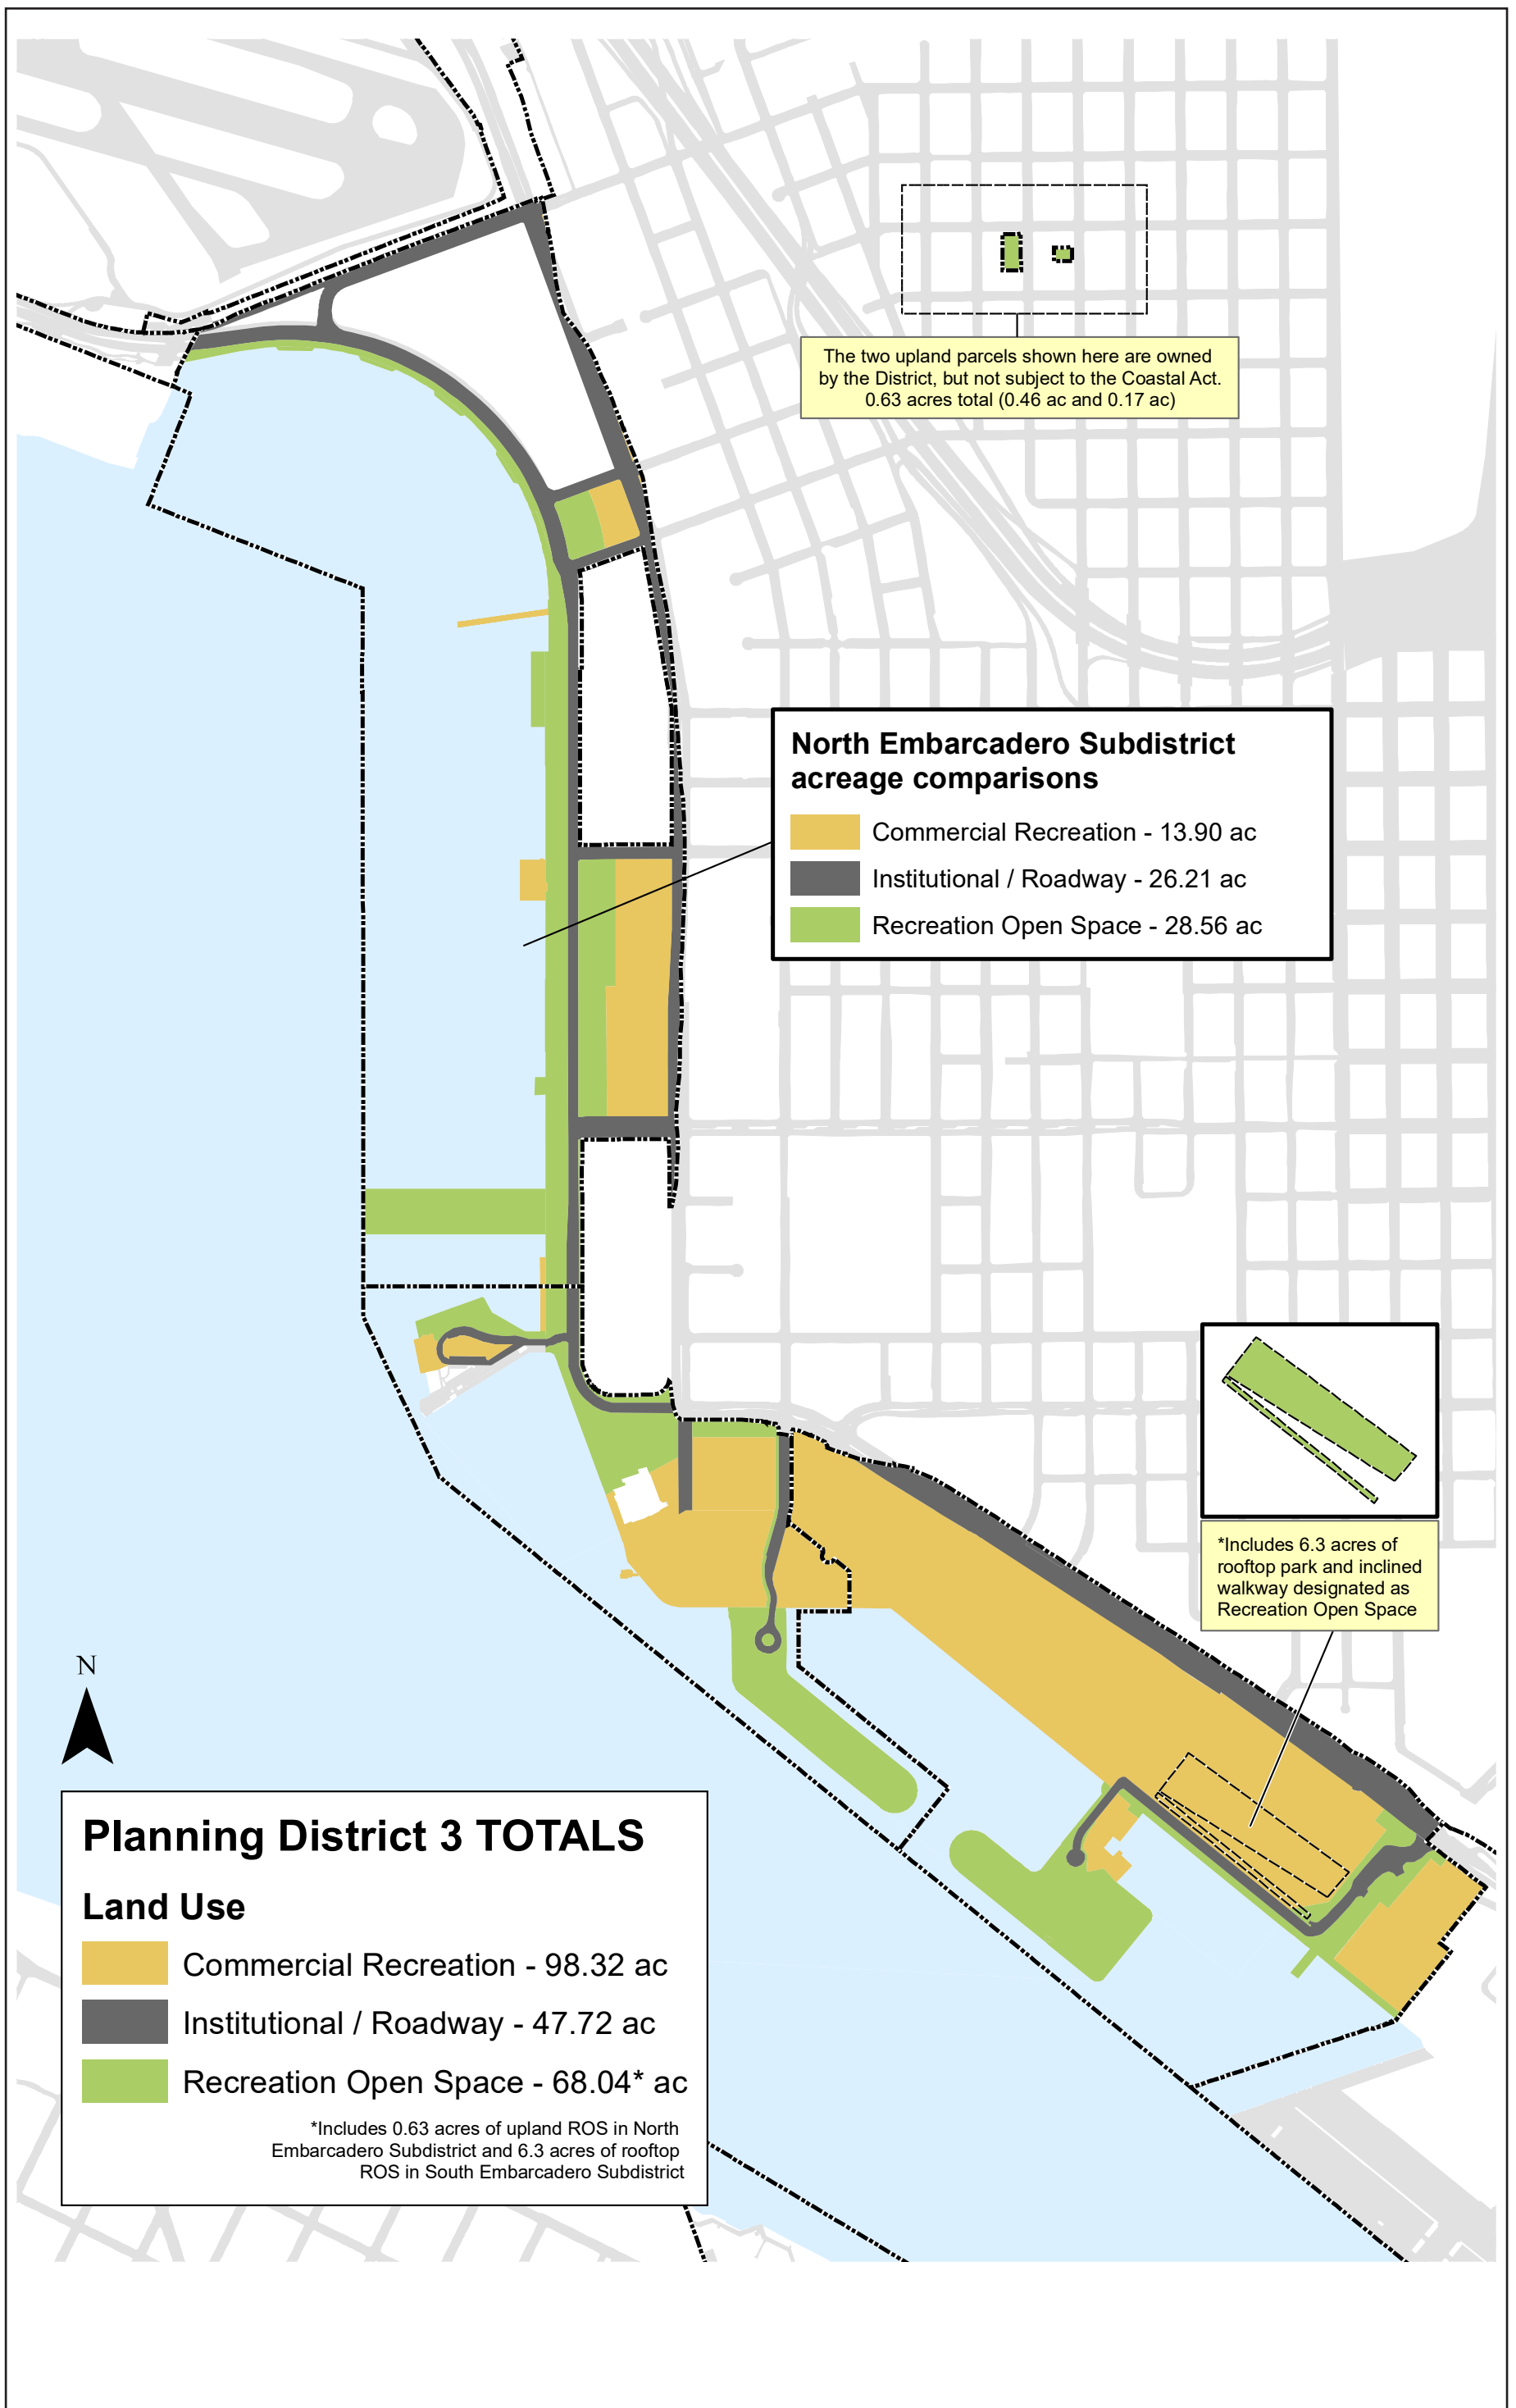 The two upland parcels shown here are owned
by the District, but not subject to the Coastal Act.
0.63 acres total (0.46 ac and 0.17 ac)
North Embarcadero Subdistrict
acreage comparisons
Commercial Recreation - 13.90 ac
Institutional / Roadway - 26.21 ac
Recreation Open Space - 28.56 ac
*Includes 6.3 acres of
rooftop park and inclined
walkway designated as
Recreation Open Space
N
Planning District 3 TOTALS
Land Use
Commercial Recreation - 98.32 ac
Institutional / Roadway - 47.72 ac
Recreation Open Space - 68.04* ac
*Includes 0.63 acres of upland ROS in North
Embarcadero Subdistrict and 6.3 acres of rooftop
ROS in South Embarcadero Subdistrict